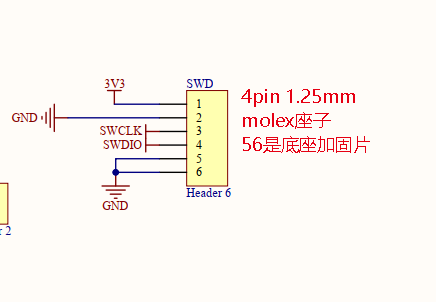 3V3
SWD
GND
1
2
3
4
5
6
SWCLK
SWDIO
GND
Header 6
4pin 1.25mm
molex座子
56是底座加固片
r 2